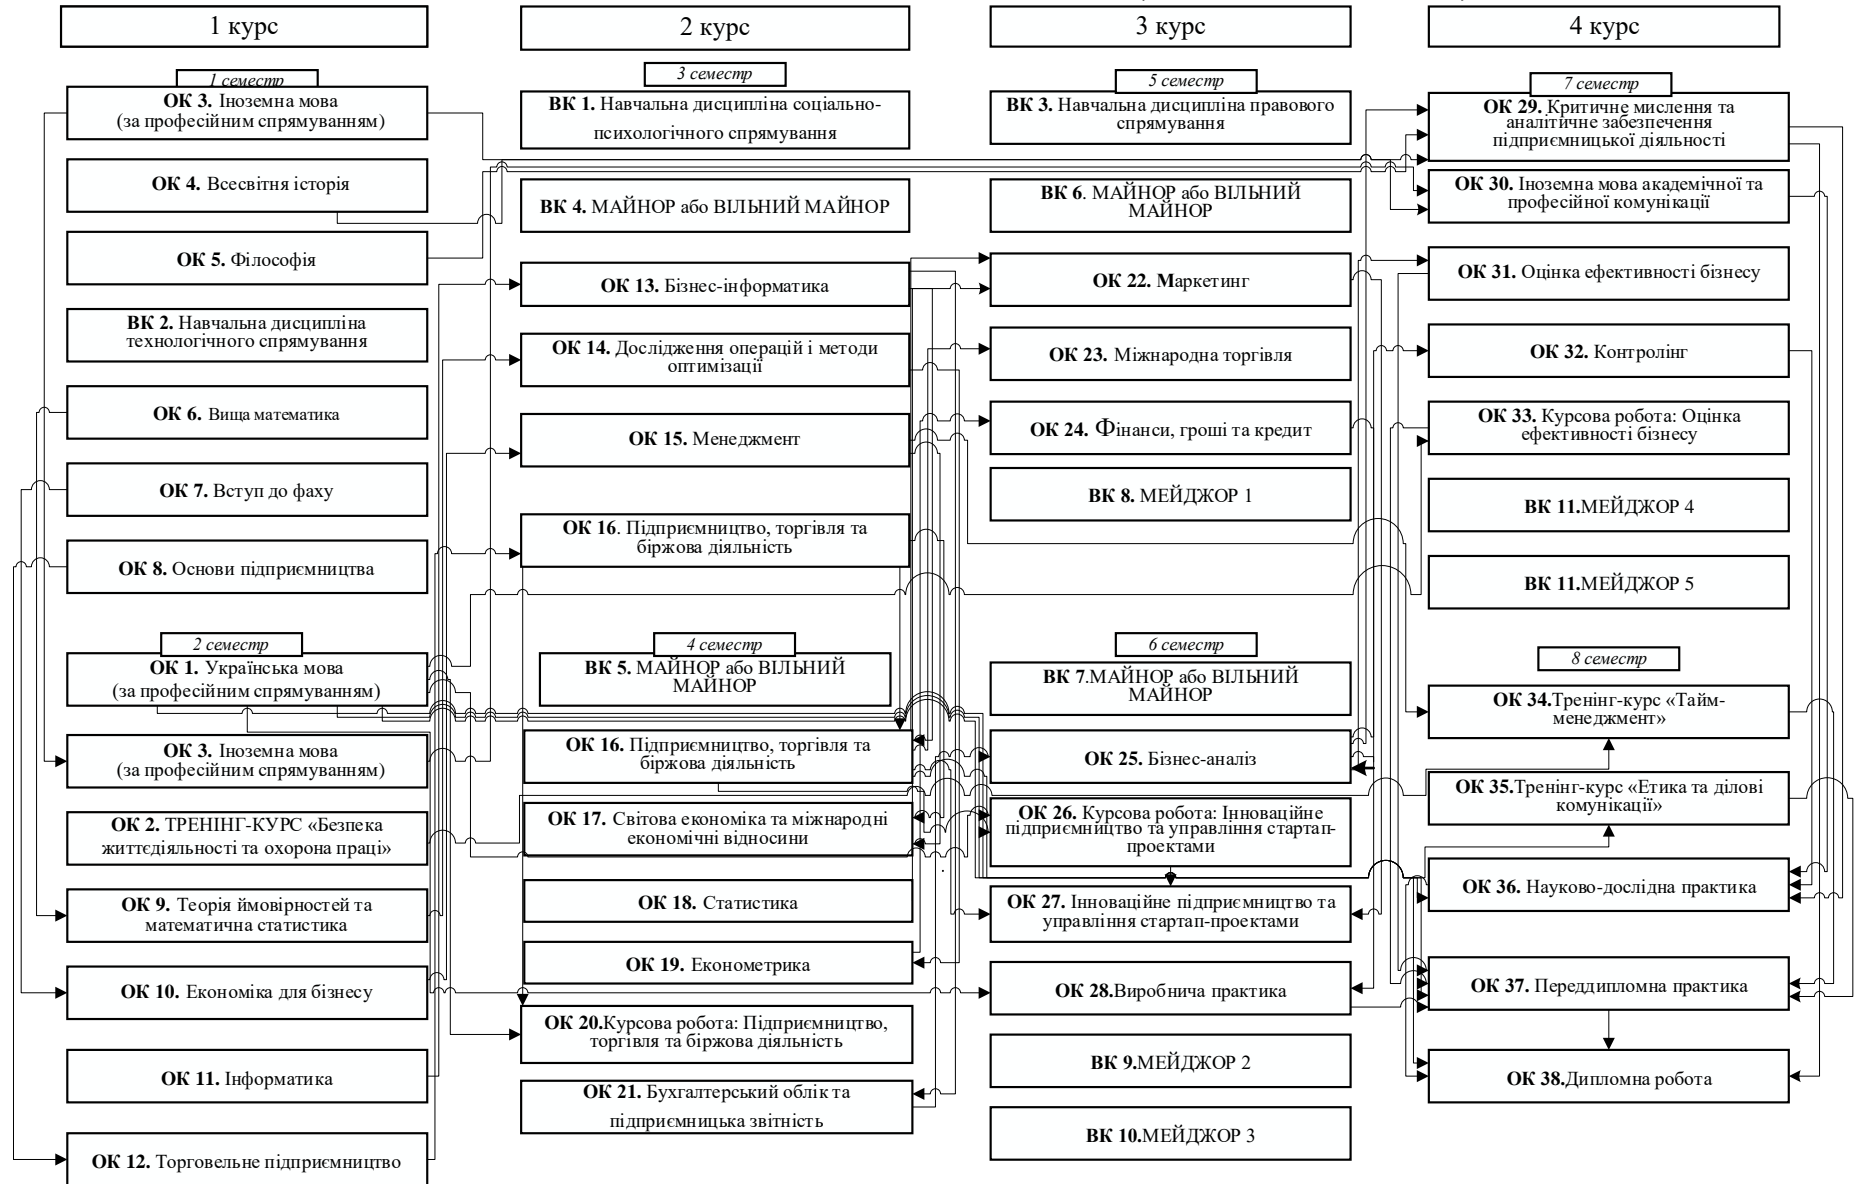 1 курс
1 семестр
ОК 3. Іноземна мова
(за професійним спрямуванням)
ОК 4. Всесвітня історія
ОК 5. Філософія
ВК 2. Навчальна дисципліна
технологічного спрямування
ОК 6. Вища математика
ОК 7. Вступ до фаху
ОК 8. Основи підприємництва
2 семестр
ОК 1. Українська мова
(за професійним спрямуванням)
ОК 3. Іноземна мова
(за професійним спрямуванням)
ОК 2. ТРЕНІНГ-КУРС «Безпека
життєдіяльності та охорона праці»
ОК 9. Теорія ймовірностей та
математична статистика
ОК 10. Економіка для бізнесу
ОК 11. Інформатика
ОК 12. Торговельне підприємництво
2 курс
3 семестр
ВК 1. Навчальна дисципліна соціально-
психологічного спрямування
ВК 4. МАЙНОР або ВІЛЬНИЙ МАЙНОР
ОК 13. Бізнес-інформатика
ОК 14. Дослідження операцій і методи
оптимізації
ОК 15. Менеджмент
ОК 16. Підприємництво, торгівля та
біржова діяльність
4 семестр
ВК 5. МАЙНОР або ВІЛЬНИЙ
МАЙНОР
ОК 16. Підприємництво, торгівля та
біржова діяльність
ОК 17. Світова економіка та міжнародні
економічні відносини
ОК 18. Статистика
ОК 19. Економетрика
ОК 20.Курсова робота: Підприємництво,
торгівля та біржова діяльність
ОК 21. Бухгалтерський облік та
підприємницька звітність
3 курс
5 семестр
ВК 3. Навчальна дисципліна правового
спрямування
ВК 6. МАЙНОР або ВІЛЬНИЙ
МАЙНОР
ОК 22. Маркетинг
ОК 23. Міжнародна торгівля
ОК 24. Фінанси, гроші та кредит
ВК 8. МЕЙДЖОР 1
6 семестр
ВК 7.МАЙНОР або ВІЛЬНИЙ
МАЙНОР
ОК 25. Бізнес-аналіз
ОК 26. Курсова робота: Інноваційне
підприємництво та управління стартап-
проектами
ОК 27. Інноваційне підприємництво та
управління стартап-проектами
ОК 28.Виробнича практика
ВК 9.МЕЙДЖОР 2
ВК 10.МЕЙДЖОР 3
4 курс
7 семестр
ОК 29. Критичне мислення та
аналітичне забезпечення
підприємницької діяльності
ОК 30. Іноземна мова академічної та
професійної комунікації
ОК 31. Оцінка ефективності бізнесу
ОК 32. Контролінг
ОК 33. Курсова робота: Оцінка
ефективності бізнесу
ВК 11.МЕЙДЖОР 4
ВК 11.МЕЙДЖОР 5
8 семестр
ОК 34.Тренінг-курс «Тайм-
менеджмент»
ОК 35.Тренінг-курс «Етика та ділові
комунікації»
ОК 36. Науково-дослідна практика
ОК 37. Переддипломна практика
ОК 38.Дипломна робота